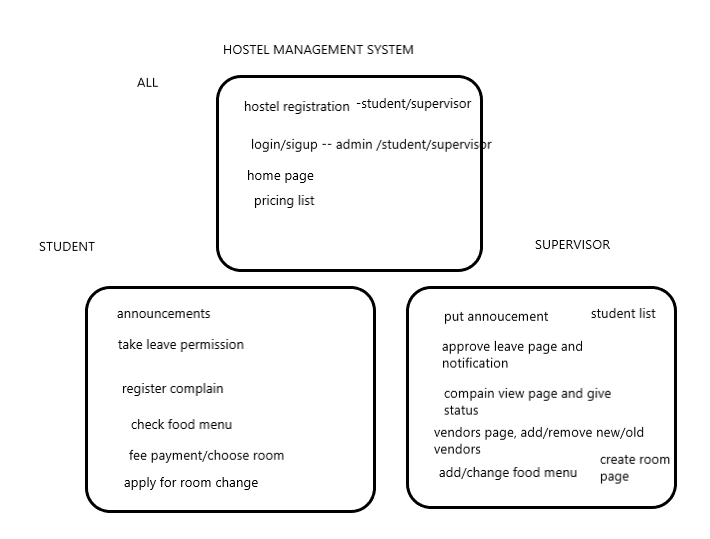 HOSTEL MANAGEMENT SYSTEM
ALL
hostel registration -student/supervisor
login/sigup -- admin /student/supervisor
home page
pricing list
STUDENT
announcements
take leave permission
register complain
check food menu
fee payment/choose room
apply for room change
SUPERVISOR
put annoucement
student list
approve leave page and
notification
compain view page and give
status
vendors page, add/remove new/old
vendors
add/change food menu
create room
page